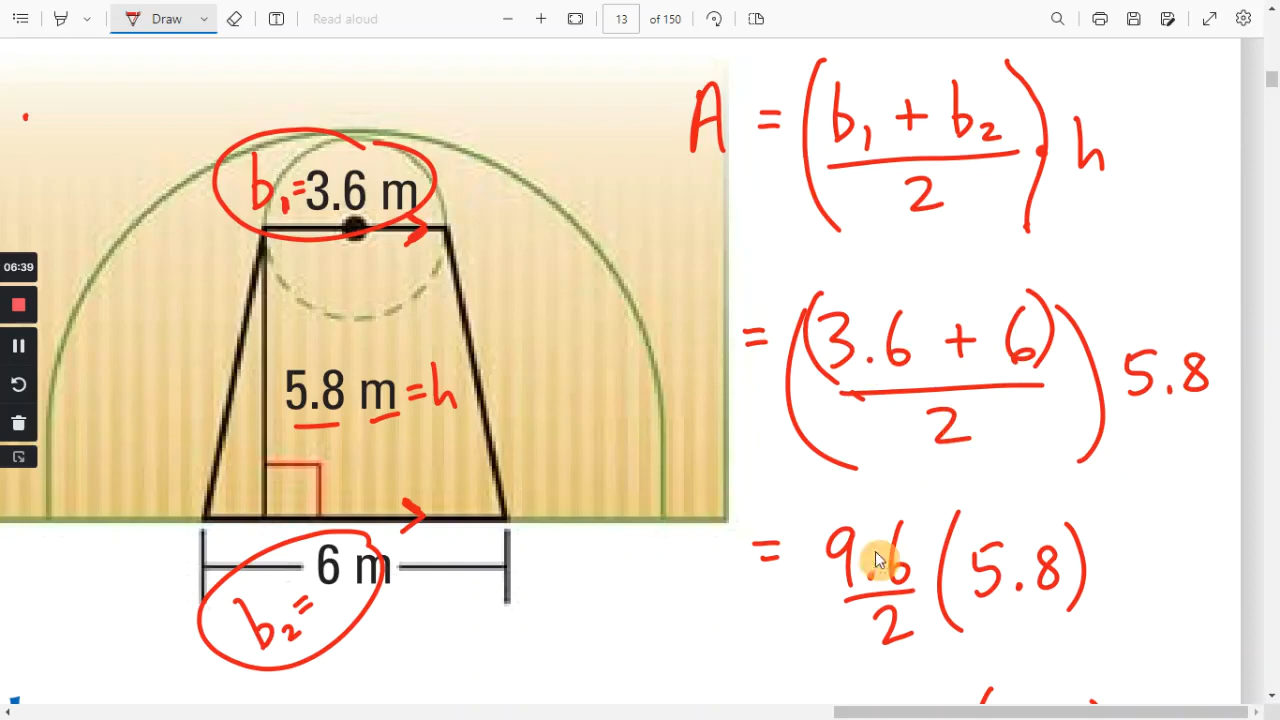 Draw
Read aloud
13 of 150
A = (b₁ + b₂ / 2) · h
b₁ = 3.6 m
06:39
= ((3.6 + 6) / 2) 5.8
5.8 m = h
= 9.6 / 2 (5.8)
6 m
b₂ =